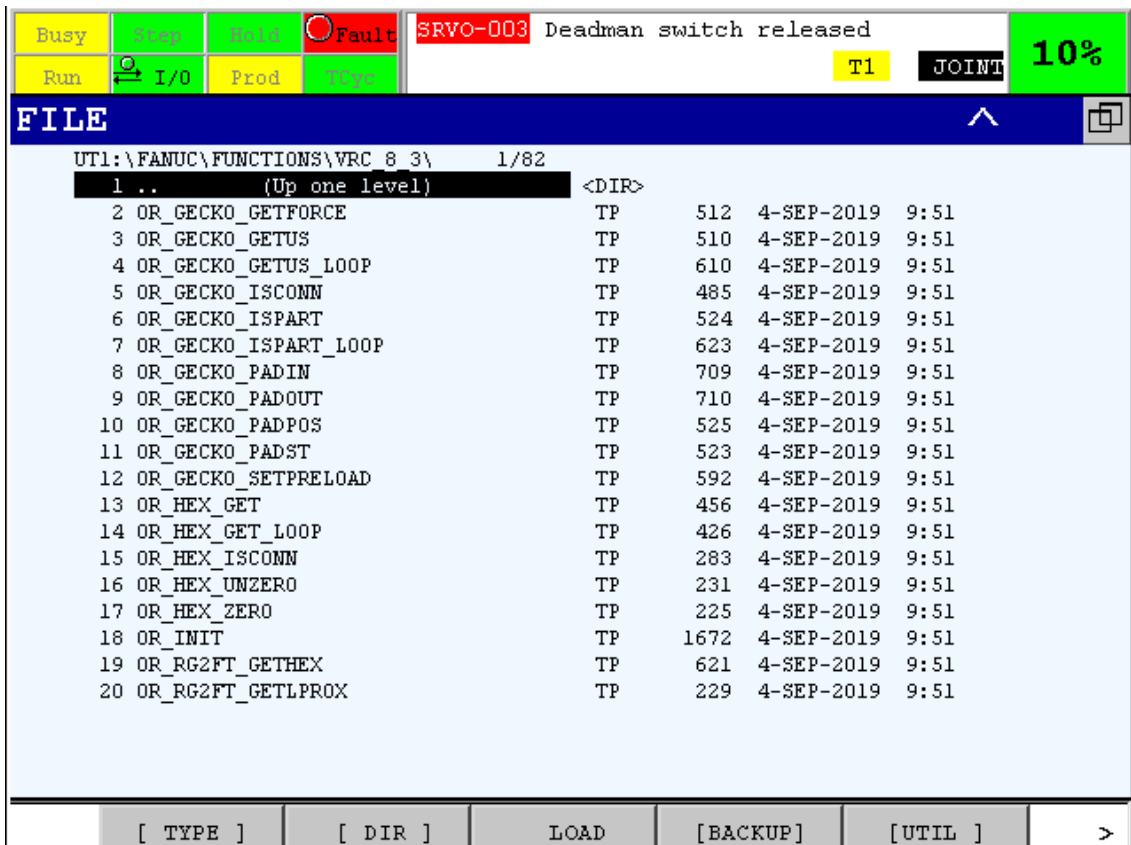 Busy Step Hold Fault SRVO-003 Deadman switch released
Run I/O Prod TCyc T1 JOINT 10%
FILE
UT1:\FANUC\FUNCTIONS\VRC_8_3\ 1/82
1 .. (Up one level) <DIR>
2 OR_GECKO_GETFORCE TP 512 4-SEP-2019 9:51
3 OR_GECKO_GETUS TP 510 4-SEP-2019 9:51
4 OR_GECKO_GETUS_LOOP TP 610 4-SEP-2019 9:51
5 OR_GECKO_ISCONN TP 485 4-SEP-2019 9:51
6 OR_GECKO_ISPART TP 524 4-SEP-2019 9:51
7 OR_GECKO_ISPART_LOOP TP 623 4-SEP-2019 9:51
8 OR_GECKO_PADIN TP 709 4-SEP-2019 9:51
9 OR_GECKO_PADOUT TP 710 4-SEP-2019 9:51
10 OR_GECKO_PADPOS TP 525 4-SEP-2019 9:51
11 OR_GECKO_PADST TP 523 4-SEP-2019 9:51
12 OR_GECKO_SETPRELOAD TP 592 4-SEP-2019 9:51
13 OR_HEX_GET TP 456 4-SEP-2019 9:51
14 OR_HEX_GET_LOOP TP 426 4-SEP-2019 9:51
15 OR_HEX_ISCONN TP 283 4-SEP-2019 9:51
16 OR_HEX_UNZERO TP 231 4-SEP-2019 9:51
17 OR_HEX_ZERO TP 225 4-SEP-2019 9:51
18 OR_INIT TP 1672 4-SEP-2019 9:51
19 OR_RG2FT_GETHEX TP 621 4-SEP-2019 9:51
20 OR_RG2FT_GETLPROX TP 229 4-SEP-2019 9:51
[ TYPE ] [ DIR ] LOAD [BACKUP] [UTIL ] >